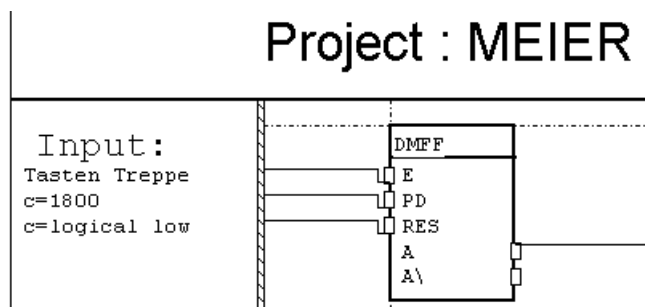 Project : MEIER
Input:
Tasten Treppe
c=1800
c=logical low
DMFF
E
PD
RES
A
A\